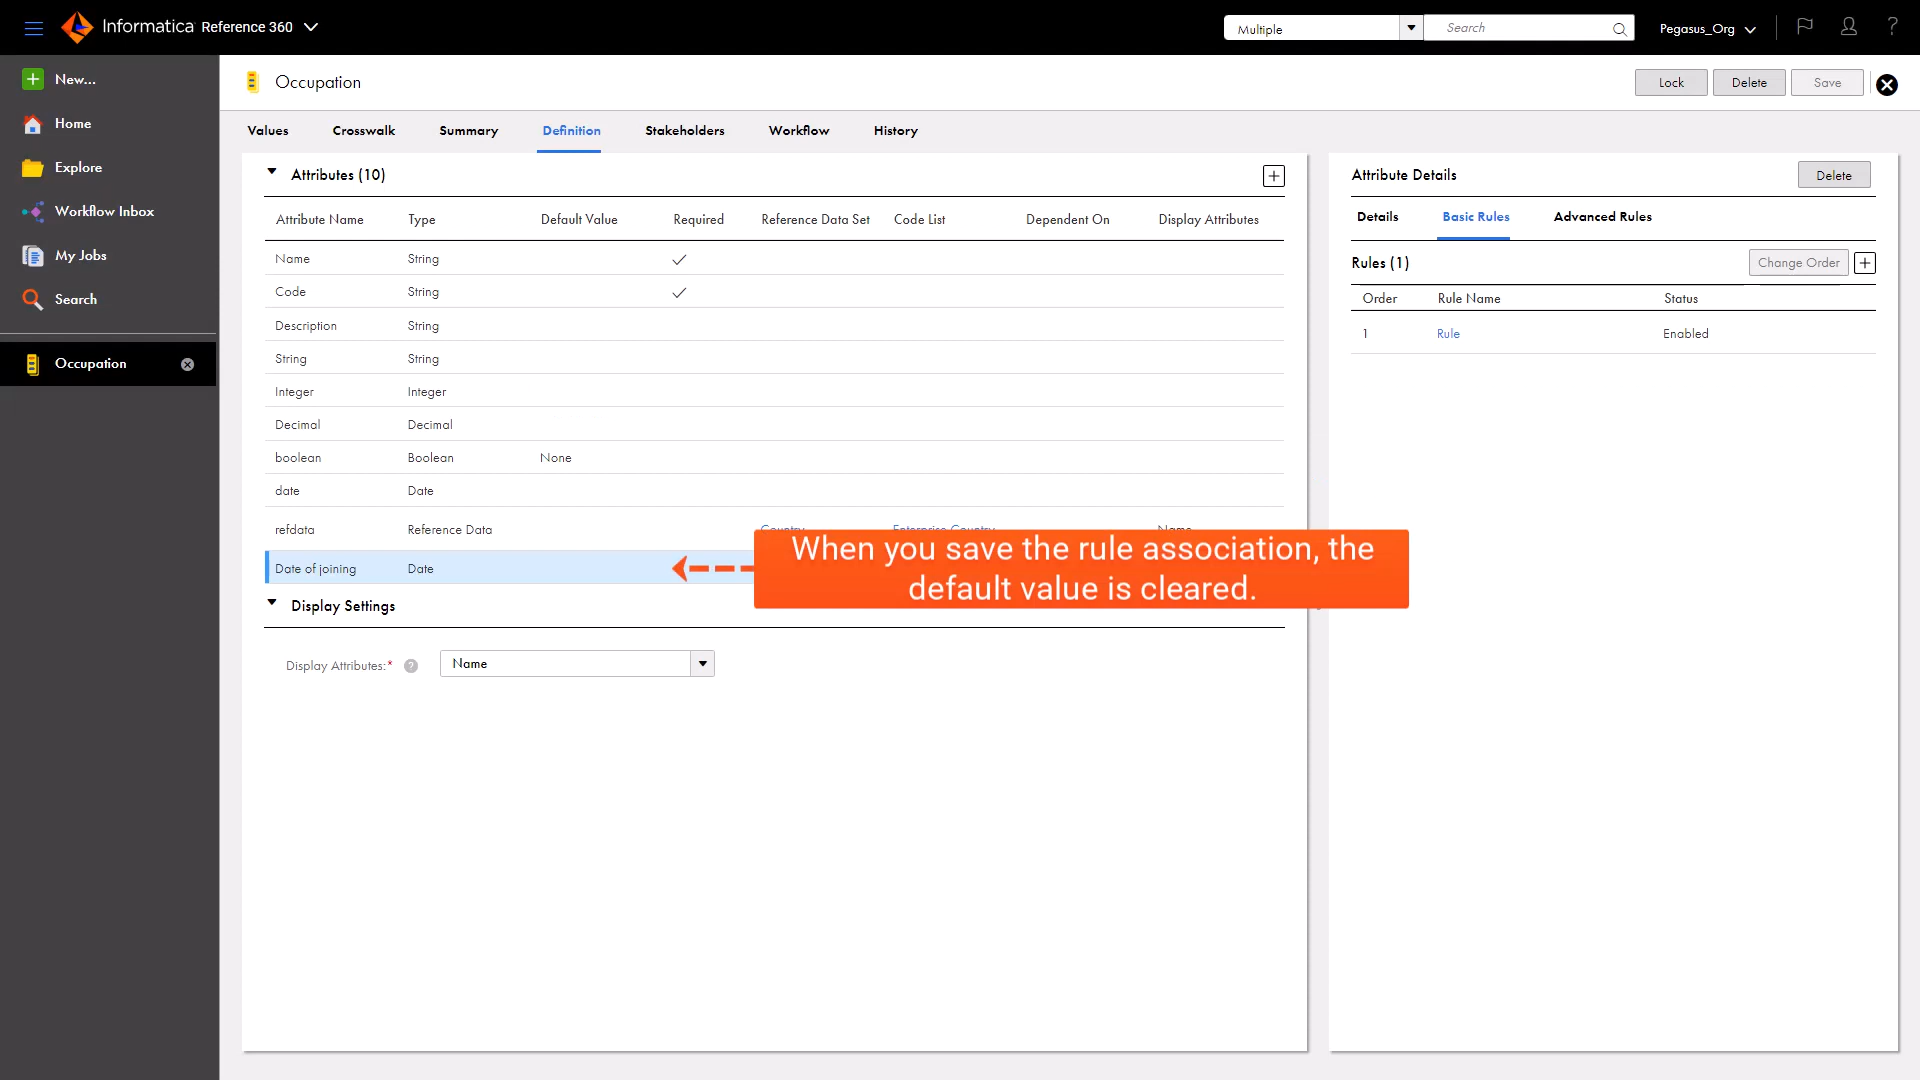 Informatica Reference 360
Multiple
Search
Pegasus_Org
?
New...
Home
Explore
Workflow Inbox
My Jobs
Search
Occupation
Occupation
Lock
Delete
Save
Values
Crosswalk
Summary
Definition
Stakeholders
Workflow
History
Attributes (10)
Attribute Name Type Default Value Required Reference Data Set Code List Dependent On Display Attributes
Name String
Code String
Description String
String String
Integer Integer
Decimal Decimal
boolean Boolean None
date Date
refdata Reference Data Country Enterprise Country Name
Date of joining Date
When you save the rule association, the
default value is cleared.
Display Settings
Display Attributes:* ? Name
Attribute Details
Delete
Details
Basic Rules
Advanced Rules
Rules (1)
Change Order
Order Rule Name Status
1 Rule Enabled